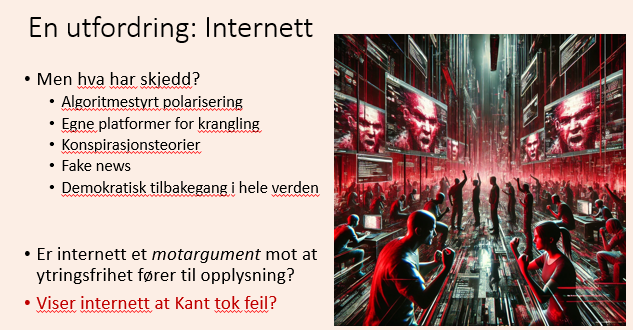 En utfordring: Internett
• Men hva har skjedd?
• Algoritmestyrt polarisering
• Egne platformer for krangling
• Konspirasjonsteorier
• Fake news
• Demokratisk tilbakegang i hele verden
• Er internett et motargument mot at
ytringsfrihet fører til opplysning?
• Viser internett at Kant tok feil?